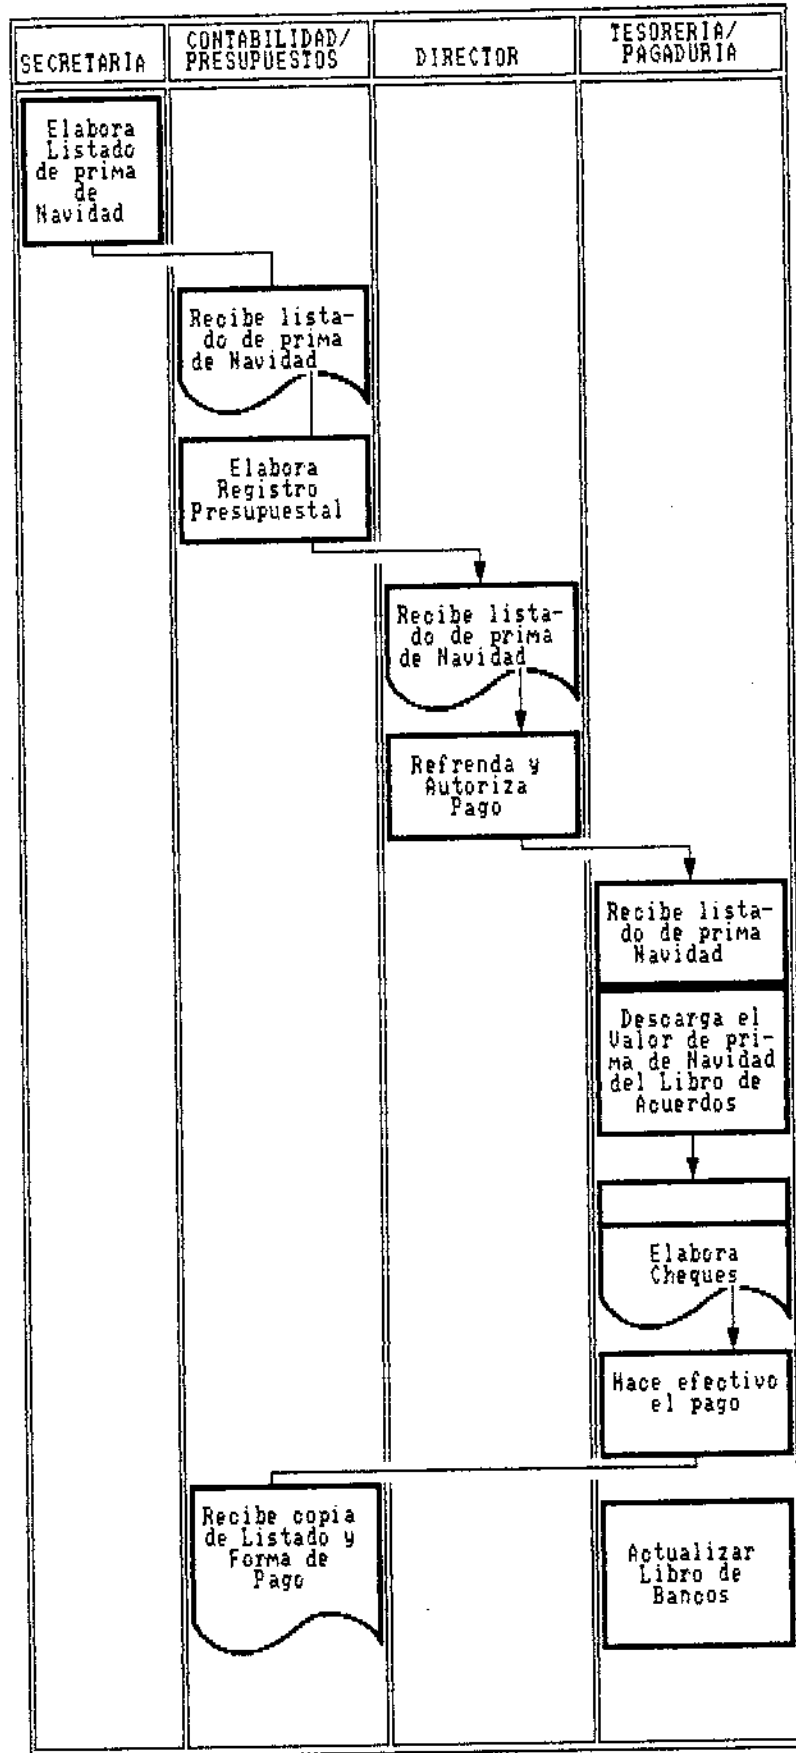 SECRETARIA
CONTABILIDAD/
PRESUPUESTOS
DIRECTOR
TESORERIA/
PAGADURIA
Elabora
Listado
de prima
de
Navidad
Recibe lista-
do de prima
de Navidad
Elabora
Registro
Presupuestal
Recibe lista-
do de prima
de Navidad
Refrenda y
Autoriza
Pago
Recibe lista-
do de prima
Navidad
Descarga el
Valor de pri-
ma de Navidad
del Libro de
Acuerdos
Elabora
Cheques
Hace efectivo
el pago
Recibe copia
de Listado y
Forma de
Pago
Actualizar
Libro de
Bancos